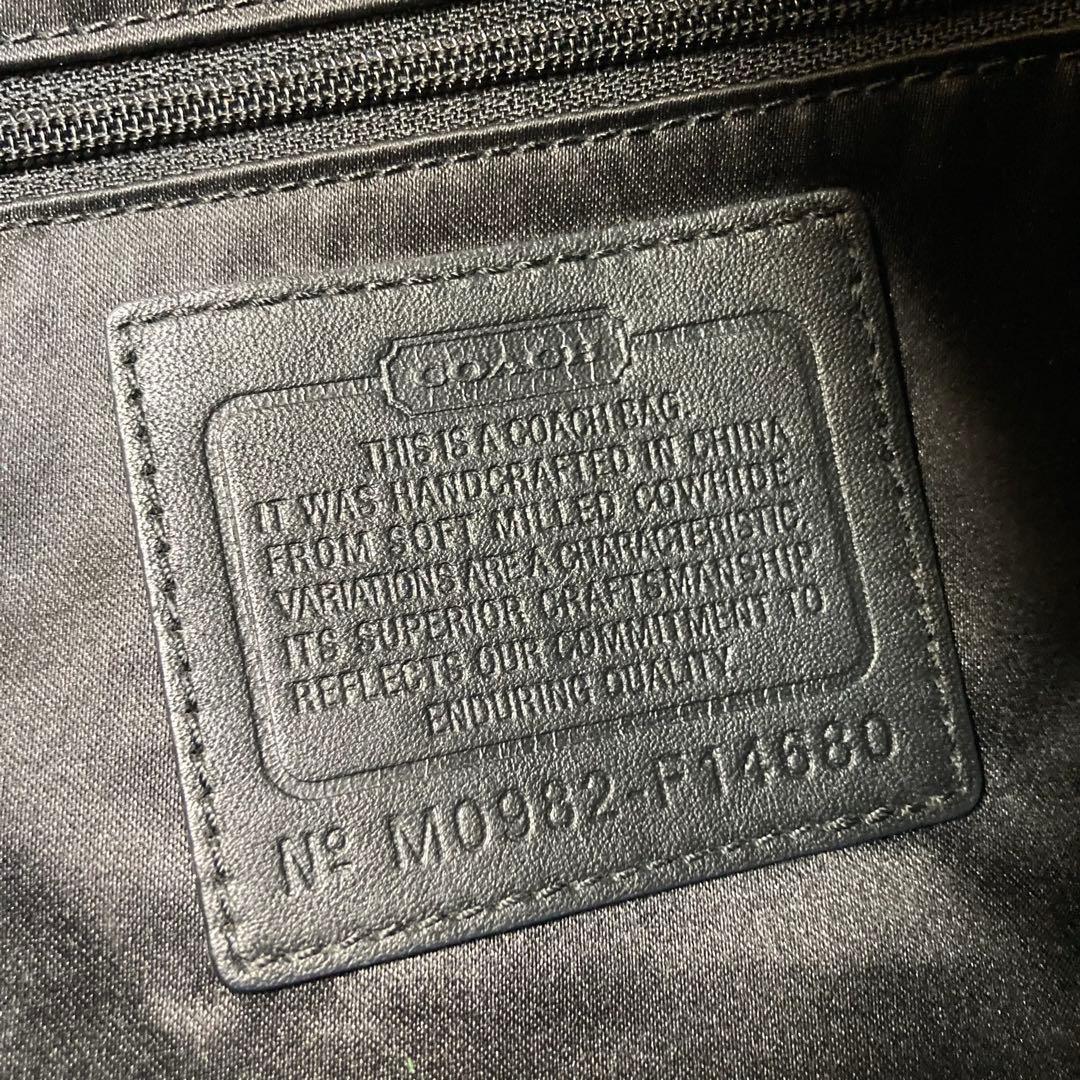 COACH
THIS IS A COACH BAG.
IT WAS HANDCRAFTED IN CHINA
FROM SOFT MILLED COWHIDE.
VARIATIONS ARE A CHARACTERISTIC.
ITS SUPERIOR CRAFTSMANSHIP
REFLECTS OUR COMMITMENT TO
ENDURING QUALITY.
Nº M0982-F14680